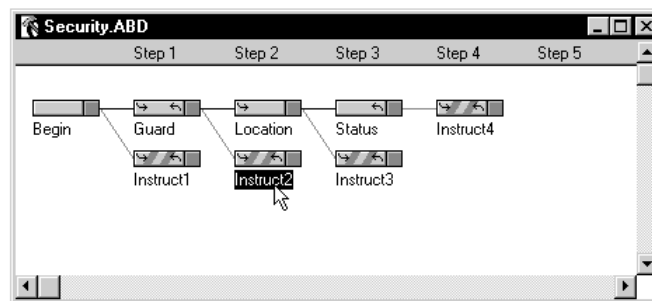 Security.ABD
Step 1 Step 2 Step 3 Step 4 Step 5
Begin Guard Location Status Instruct4
Instruct1 Instruct2 Instruct3